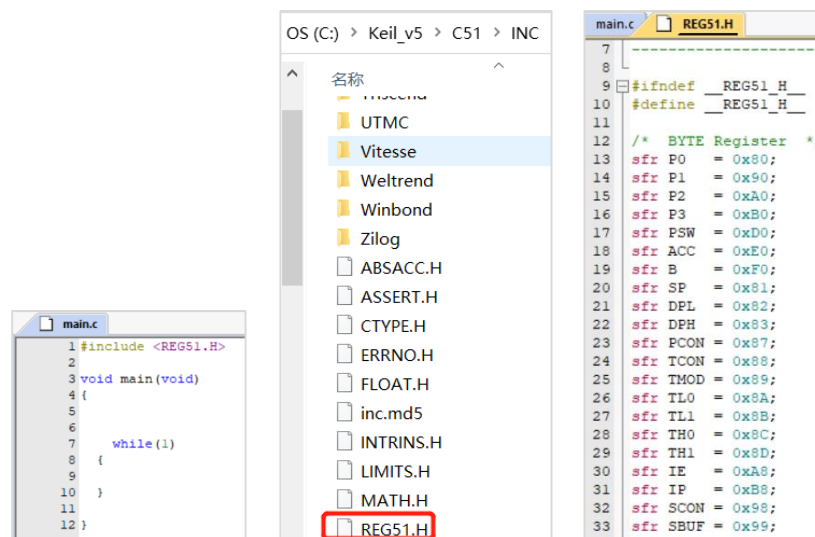 main.c
1 #include <REG51.H>
2
3 void main(void)
4 {
5
6
7 while(1)
8 {
9
10 }
11
12 }
OS (C:) > Keil_v5 > C51 > INC
名称
UTMC
Vitesse
Weltrend
Winbond
Zilog
ABSACC.H
ASSERT.H
CTYPE.H
ERRNO.H
FLOAT.H
inc.md5
INTRINS.H
LIMITS.H
MATH.H
REG51.H
main.c REG51.H
7 ----------------------
8
9 #ifndef __REG51_H__
10 #define __REG51_H__
11
12 /* BYTE Register *
13 sfr P0 = 0x80;
14 sfr P1 = 0x90;
15 sfr P2 = 0xA0;
16 sfr P3 = 0xB0;
17 sfr PSW = 0xD0;
18 sfr ACC = 0xE0;
19 sfr B = 0xF0;
20 sfr SP = 0x81;
21 sfr DPL = 0x82;
22 sfr DPH = 0x83;
23 sfr PCON = 0x87;
24 sfr TCON = 0x88;
25 sfr TMOD = 0x89;
26 sfr TL0 = 0x8A;
27 sfr TL1 = 0x8B;
28 sfr TH0 = 0x8C;
29 sfr TH1 = 0x8D;
30 sfr IE = 0xA8;
31 sfr IP = 0xB8;
32 sfr SCON = 0x98;
33 sfr SBUF = 0x99;